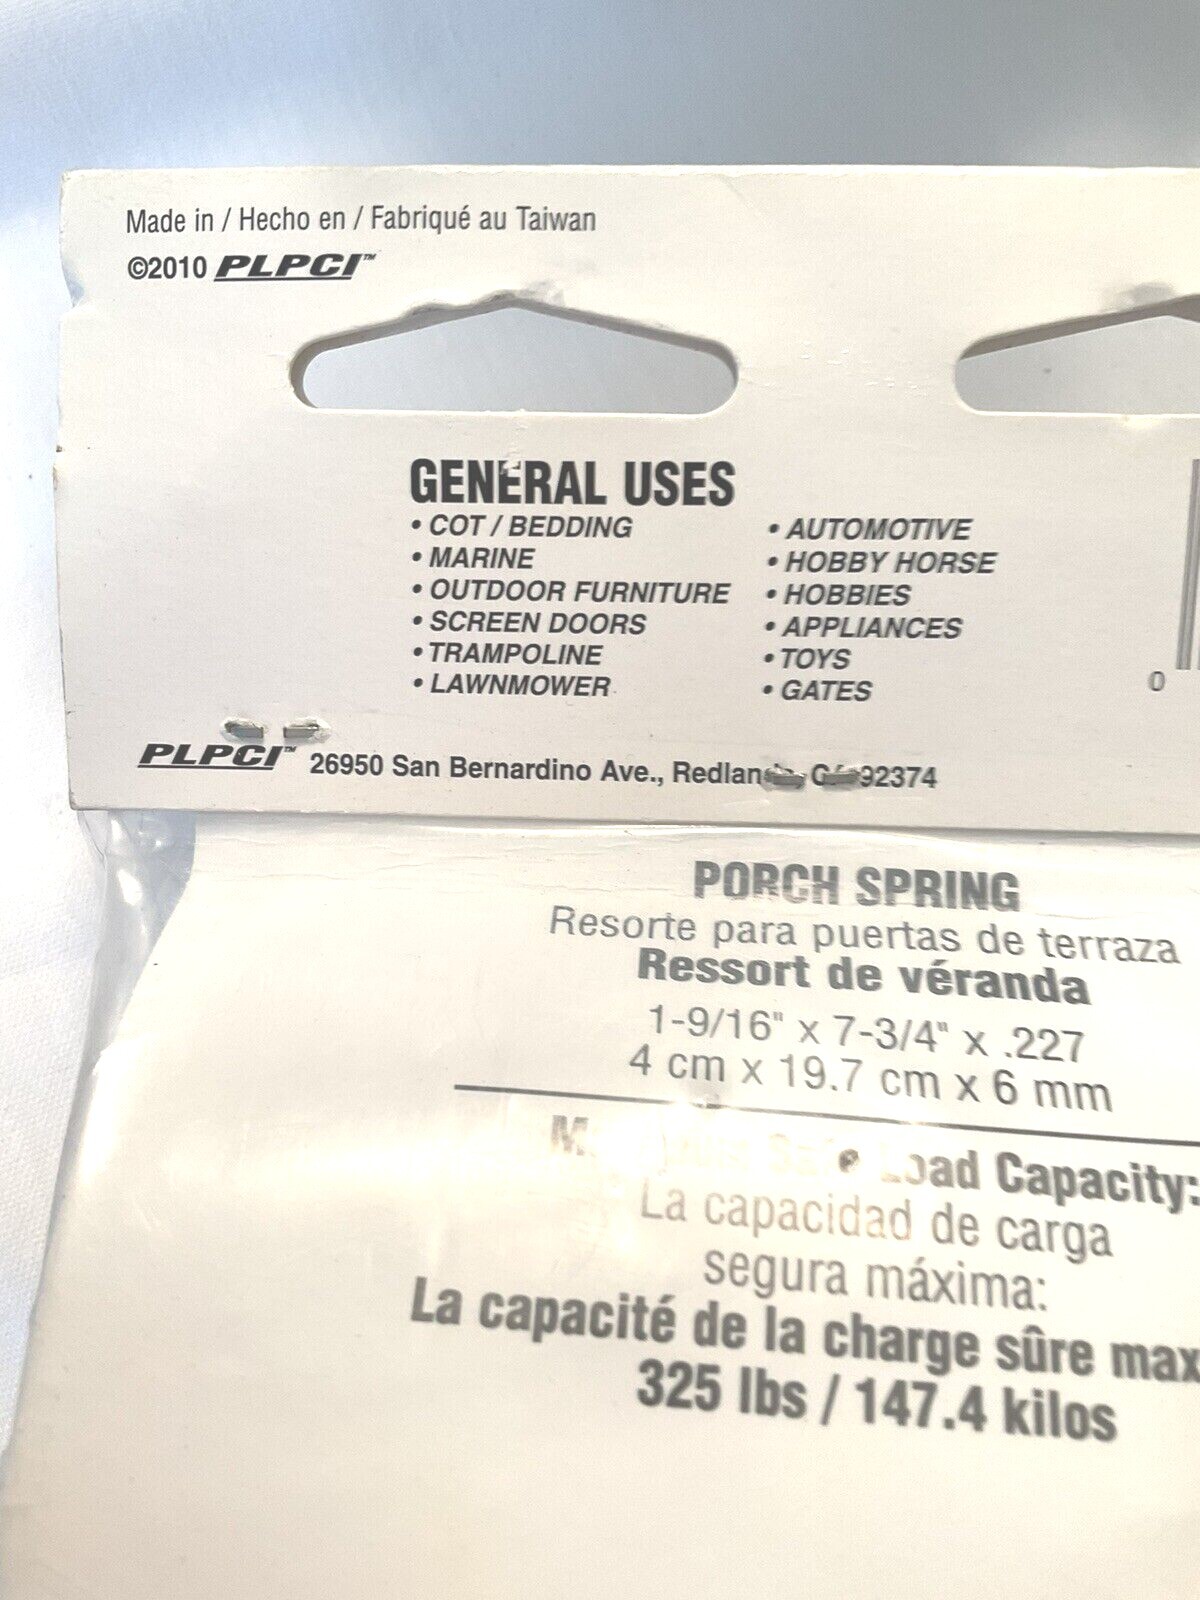 Made in / Hecho en / Fabriqué au Taiwan
©2010 PLPCI™
GENERAL USES
• COT / BEDDING
• MARINE
• OUTDOOR FURNITURE
• SCREEN DOORS
• TRAMPOLINE
• LAWNMOWER
• AUTOMOTIVE
• HOBBY HORSE
• HOBBIES
• APPLIANCES
• TOYS
• GATES
0
PLPCI™ 26950 San Bernardino Ave., 92374
PORCH SPRING
Resorte para puertas de terraza
Ressort de véranda
1-9/16" x 7-3/4" x .227
4 cm x 19.7 cm x 6 mm
Safe Load Capacity:
La capacidad de carga
segura máxima:
La capacité de la charge sûre max
325 lbs / 147.4 kilos